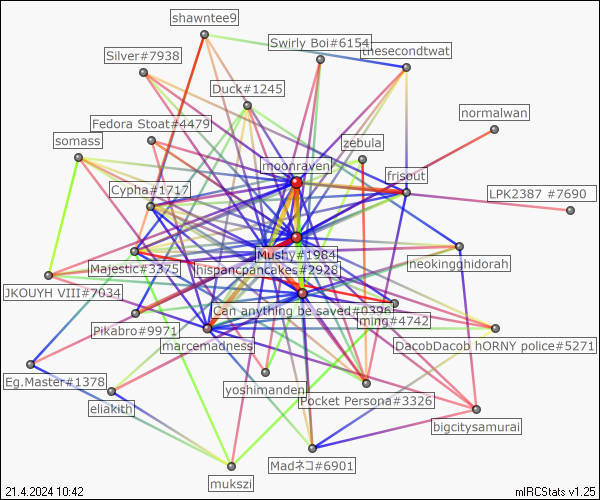 shawntee9
Swirly Boi#6154
thesecondtwat
Silver#7938
Duck#1245
normalwan
Fedora Stoat#4479
somass
zebula
moonraven
frisout
Cypha#1717
LPK2387 #7690
Mushy#1984
Majestic#3375
hispancpancakes#2928
neokingghidorah
JKOUYH VIII#7034
Can anything be saved#0396
ming#4742
Pikabro#9971
marcemadness
DacobDacob hORNY police#5271
Eg.Master#1378
yoshimandeni
Pocket Persona#3326
eliakith
bigcitysamurai
Madネコ#6901
mukszi
21.4.2024 10:42
mIRCStats v1.25